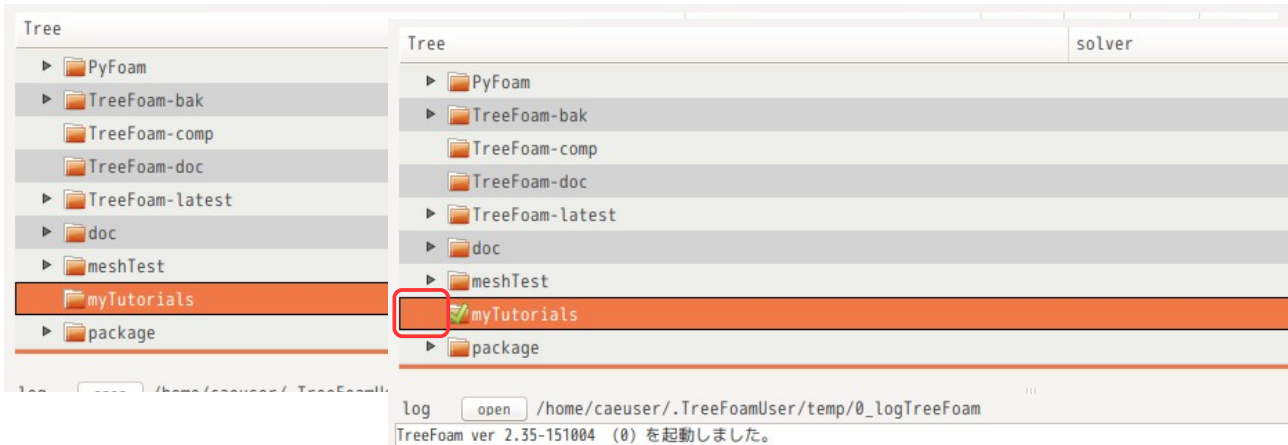 Tree
PyFoam
TreeFoam-bak
TreeFoam-comp
TreeFoam-doc
TreeFoam-latest
doc
meshTest
myTutorials
package
Tree solver
PyFoam
TreeFoam-bak
TreeFoam-comp
TreeFoam-doc
TreeFoam-latest
doc
meshTest
myTutorials
package
log open /home/caeuser/.TreeFoamUser/temp/0_logTreeFoam
TreeFoam ver 2.35-151004 (0) を起動しました。